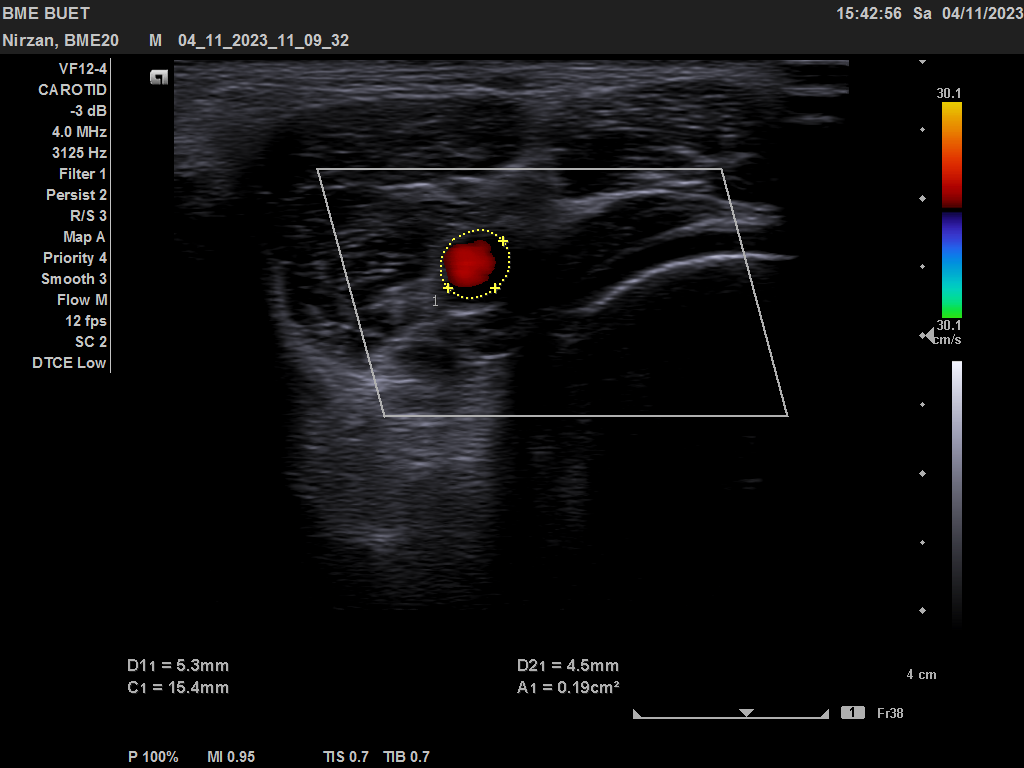 BME BUET 15:42:56 Sa 04/11/2023
Nirzan, BME20 M 04_11_2023_11_09_32
VF12-4
CAROTID
-3 dB
4.0 MHz
3125 Hz
Filter 1
Persist 2
R/S 3
Map A
Priority 4
Smooth 3
Flow M
12 fps
SC 2
DTCE Low
30.1
1
30.1
cm/s
D11 = 5.3mm D21 = 4.5mm
C1 = 15.4mm A1 = 0.19cm²
4 cm
1 Fr38
P 100% MI 0.95 TIS 0.7 TIB 0.7